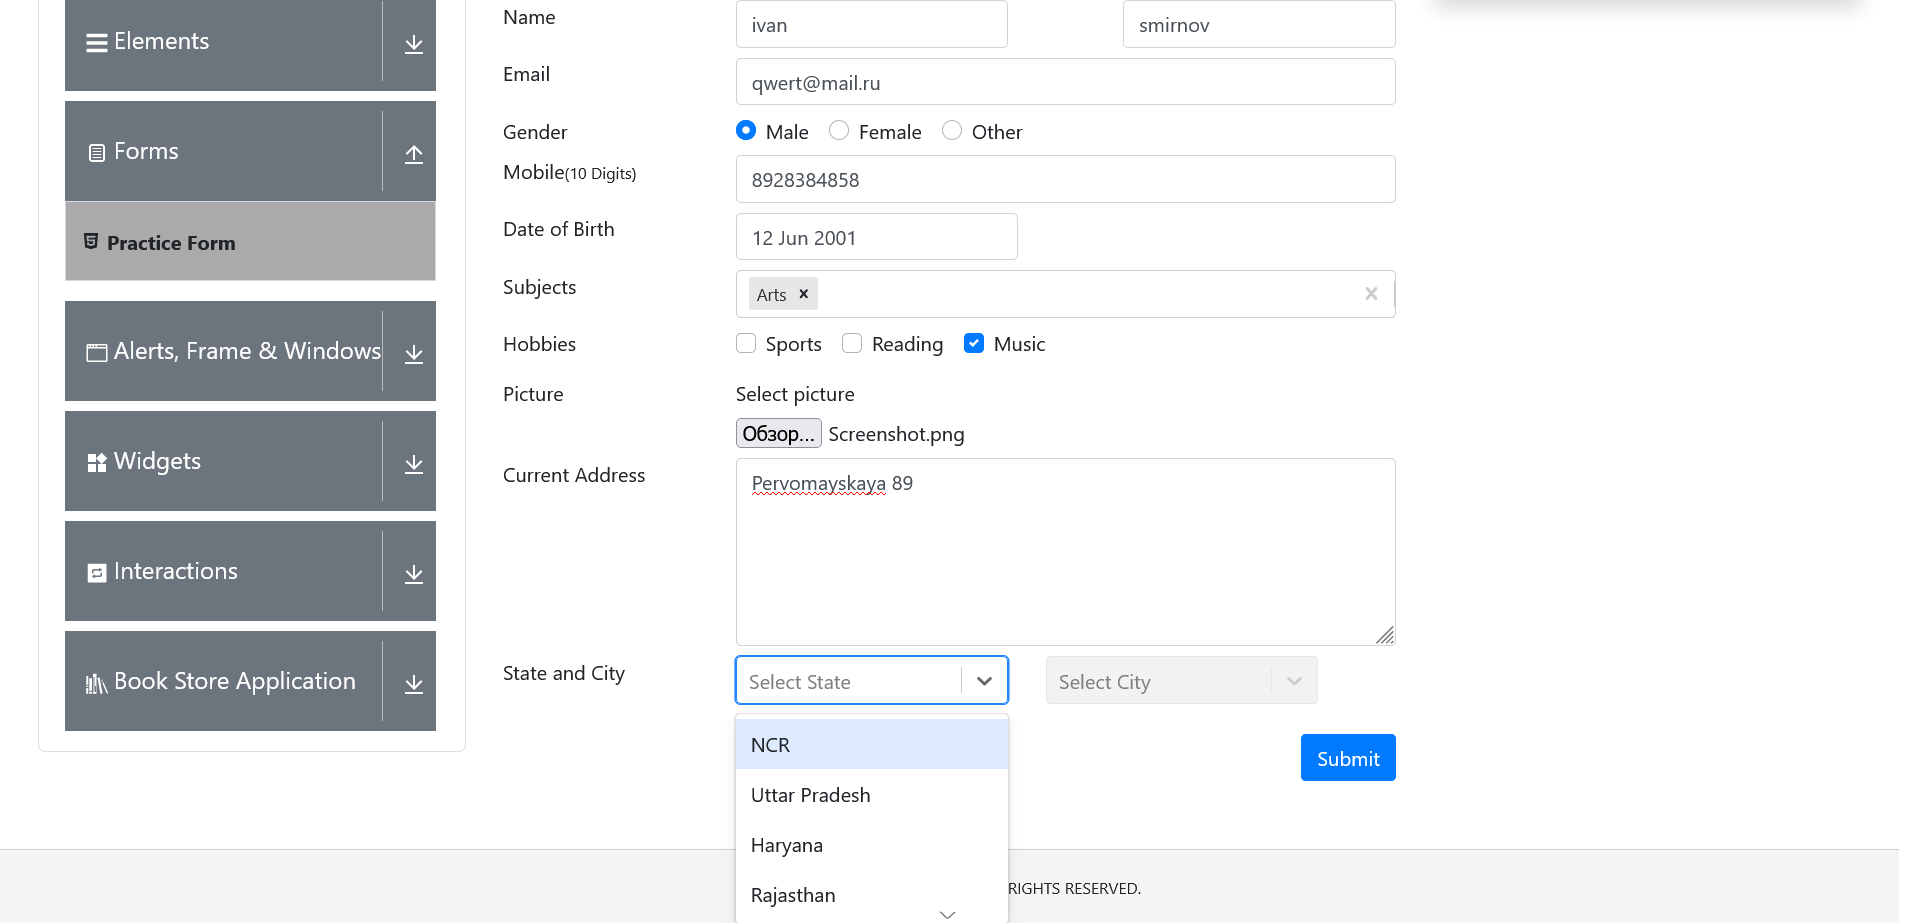 Elements
Forms
Practice Form
Alerts, Frame & Windows
Widgets
Interactions
Book Store Application
Name
ivan
smirnov
Email
qwert@mail.ru
Gender
Male
Female
Other
Mobile(10 Digits)
8928384858
Date of Birth
12 Jun 2001
Subjects
Arts
Hobbies
Sports
Reading
Music
Picture
Select picture
Обзор... Screenshot.png
Current Address
Pervomayskaya 89
State and City
Select State
Select City
NCR
Uttar Pradesh
Haryana
Rajasthan
Submit
RIGHTS RESERVED.